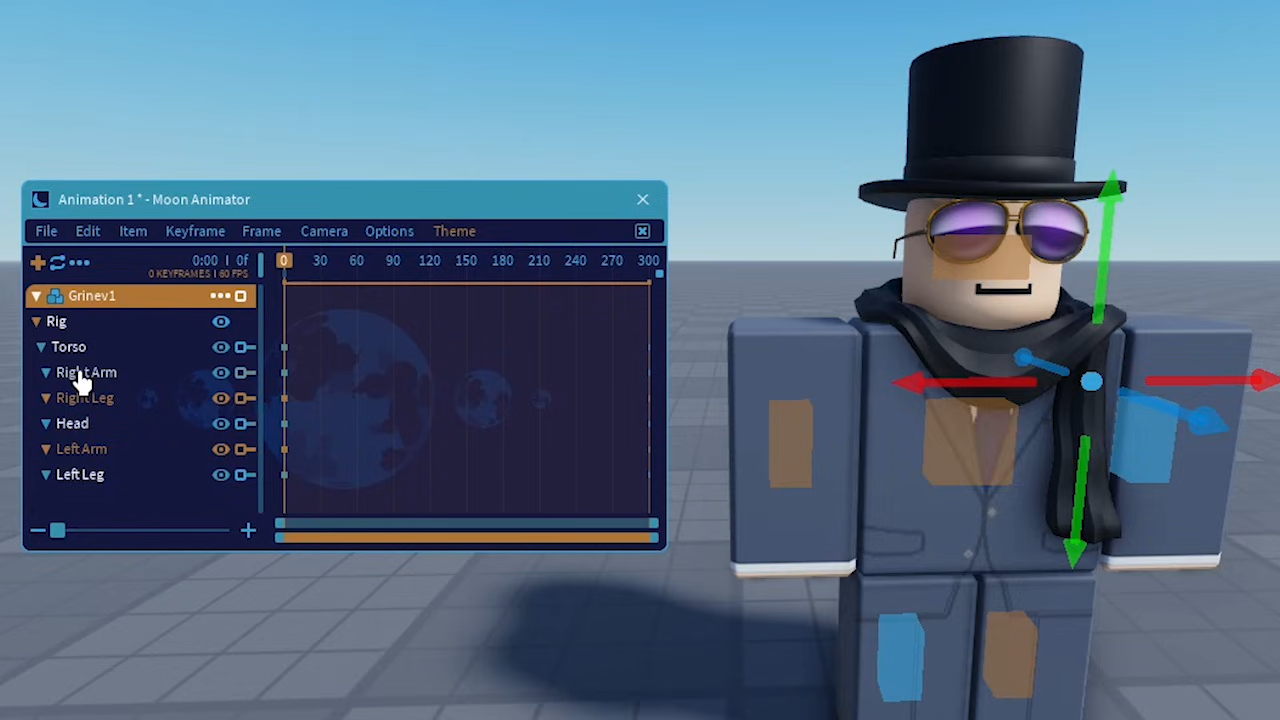 Animation 1 * - Moon Animator
File Edit Item Keyframe Frame Camera Options Theme
0:00 | 0f
0 KEYFRAMES | 60 FPS
0 30 60 90 120 150 180 210 240 270 300
Grinev1
Rig
Torso
Right Arm
Right Leg
Head
Left Arm
Left Leg